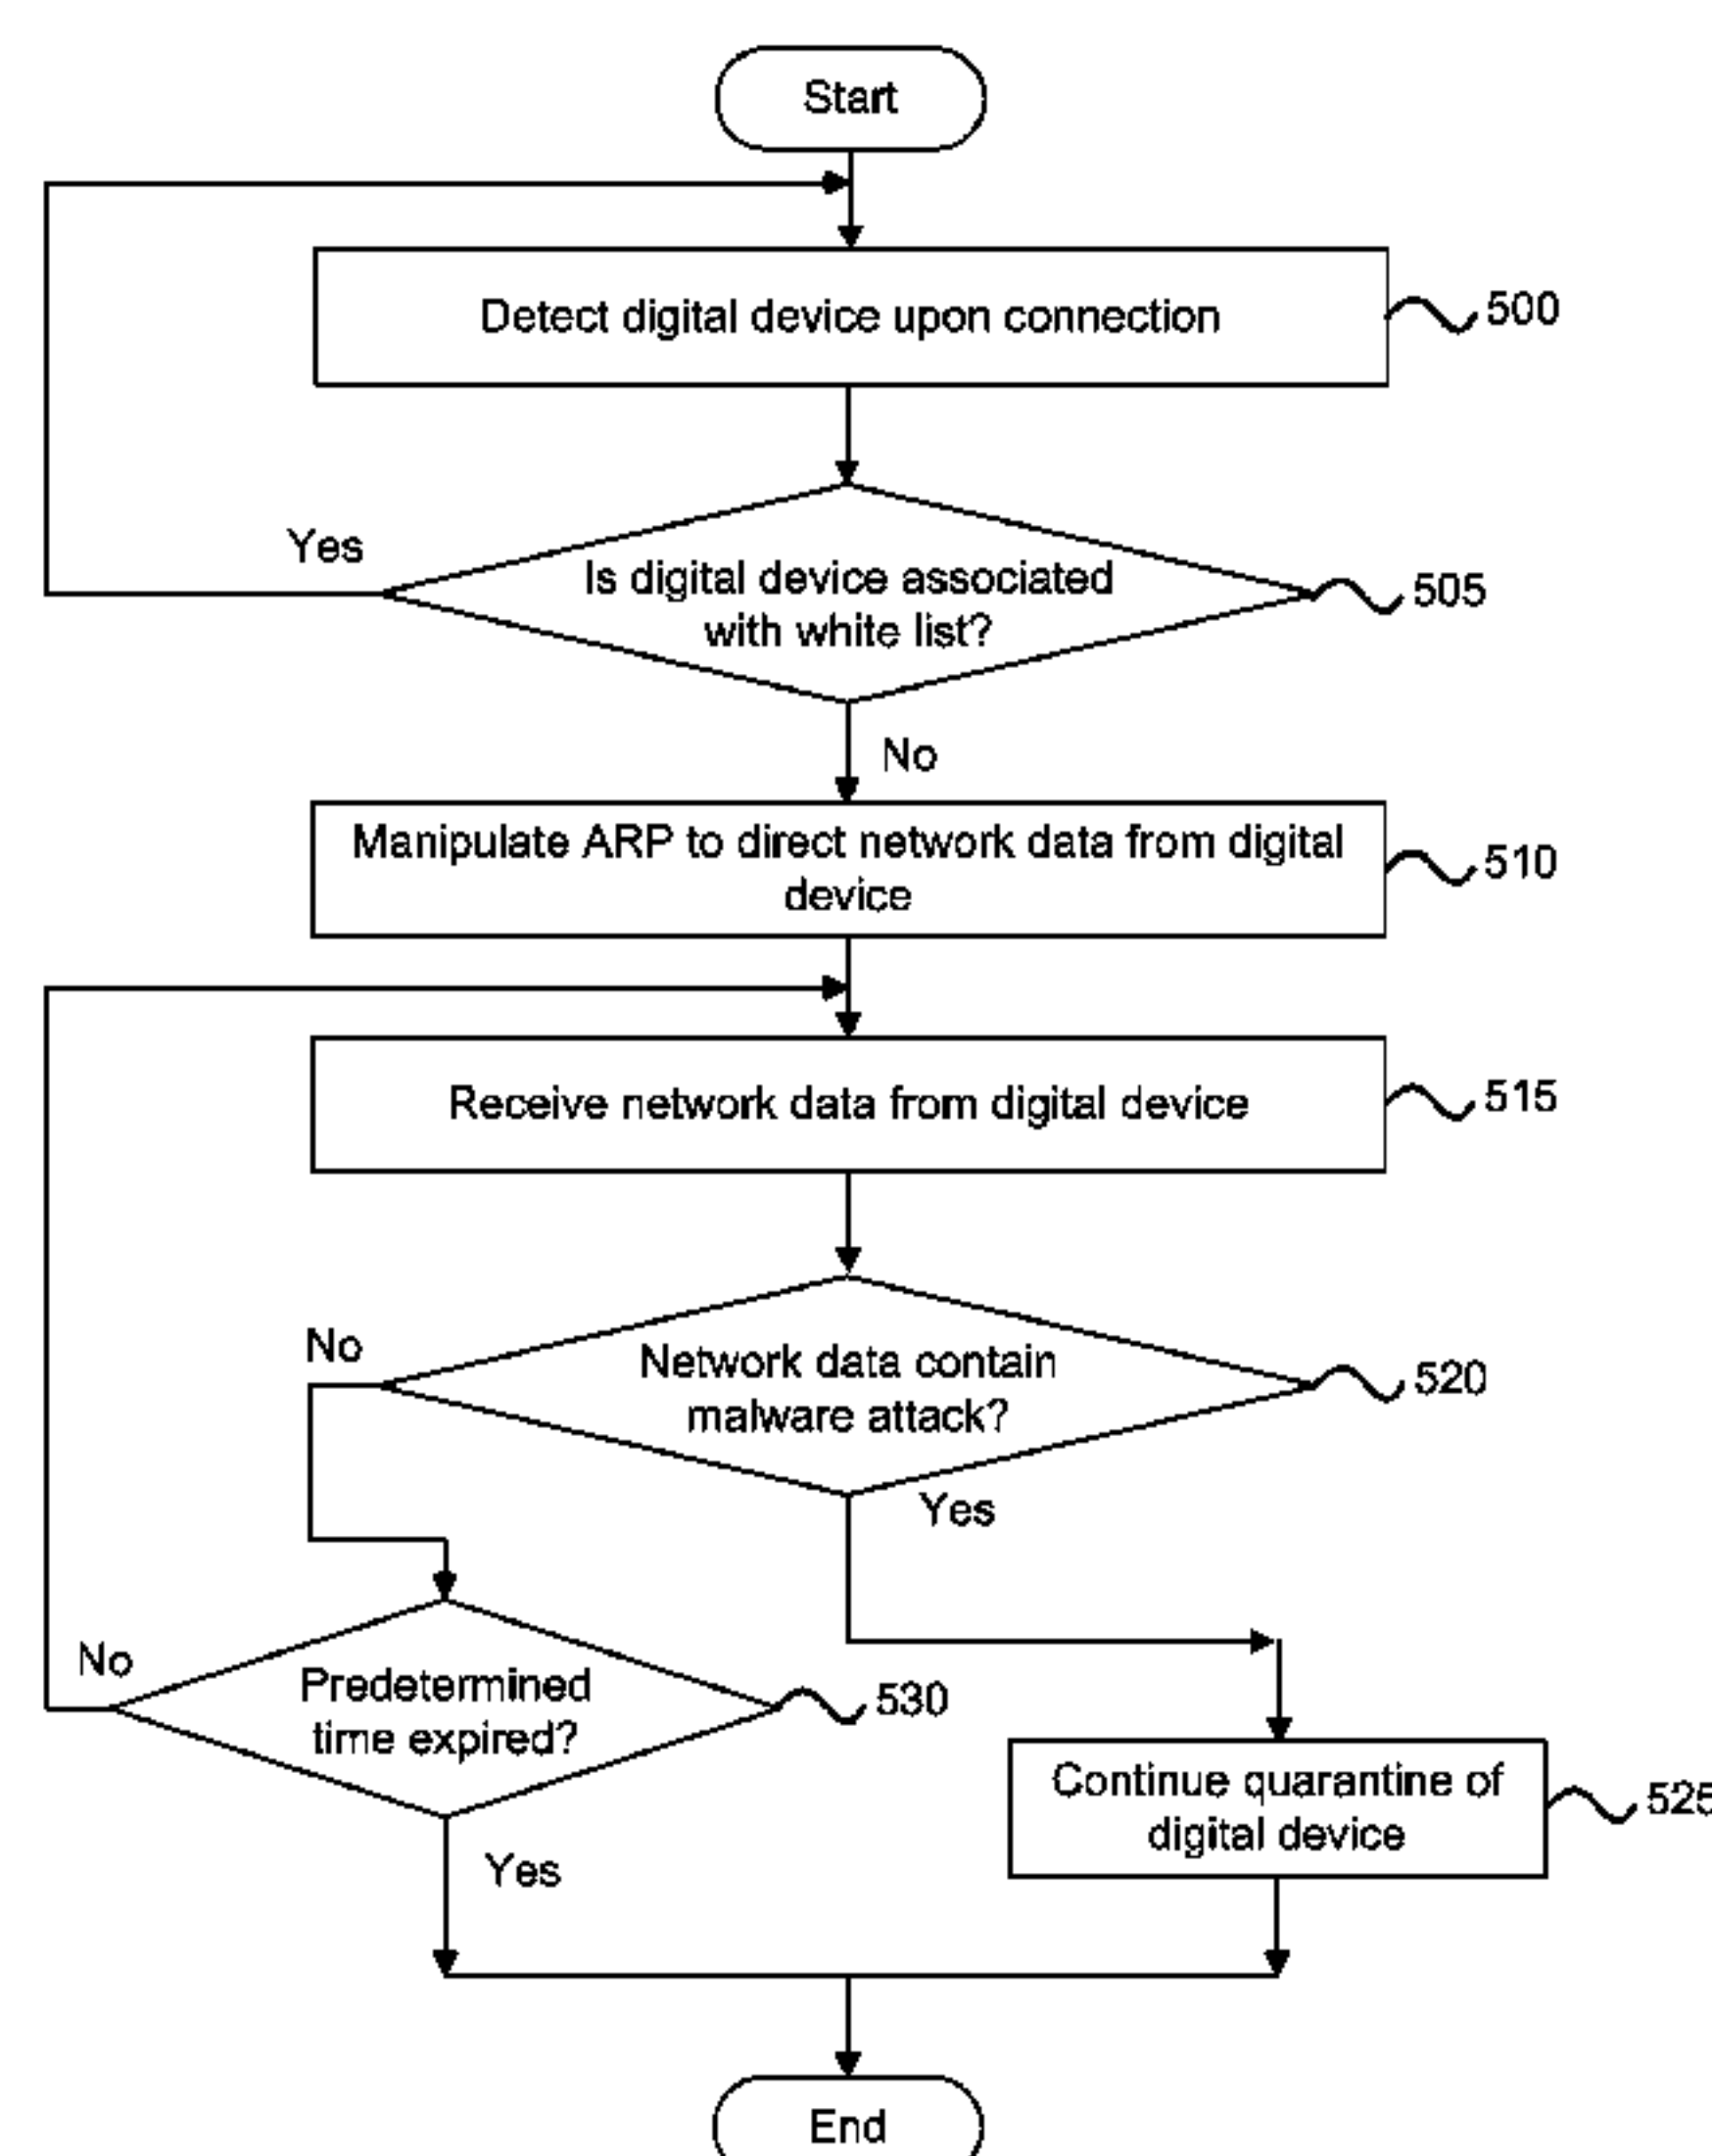 Start
Detect digital device upon connection
500
Yes
Is digital device associated
with white list?
505
No
Manipulate ARP to direct network data from digital
device
510
Receive network data from digital device
515
No
Network data contain
malware attack?
520
Yes
No
Predetermined
time expired?
530
Continue quarantine of
digital device
525
Yes
End